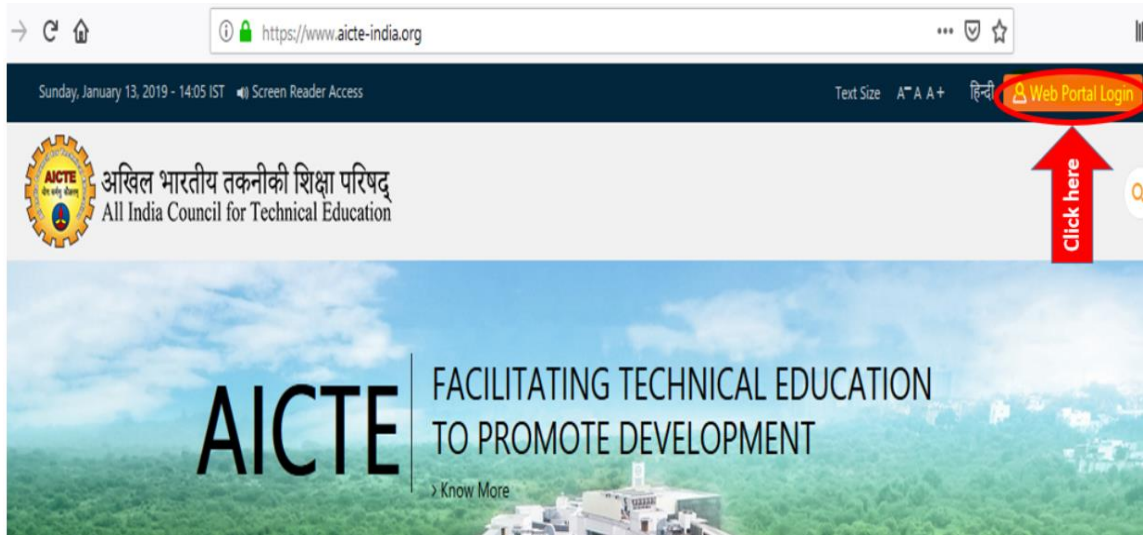 https://www.aicte-india.org
Sunday, January 13, 2019 - 14:05 IST Screen Reader Access Text Size A- A A+ हिन्दी Web Portal Login
Click here
AICTE
अखिल भारतीय तकनीकी शिक्षा परिषद्
All India Council for Technical Education
AICTE
FACILITATING TECHNICAL EDUCATION
TO PROMOTE DEVELOPMENT
› Know More